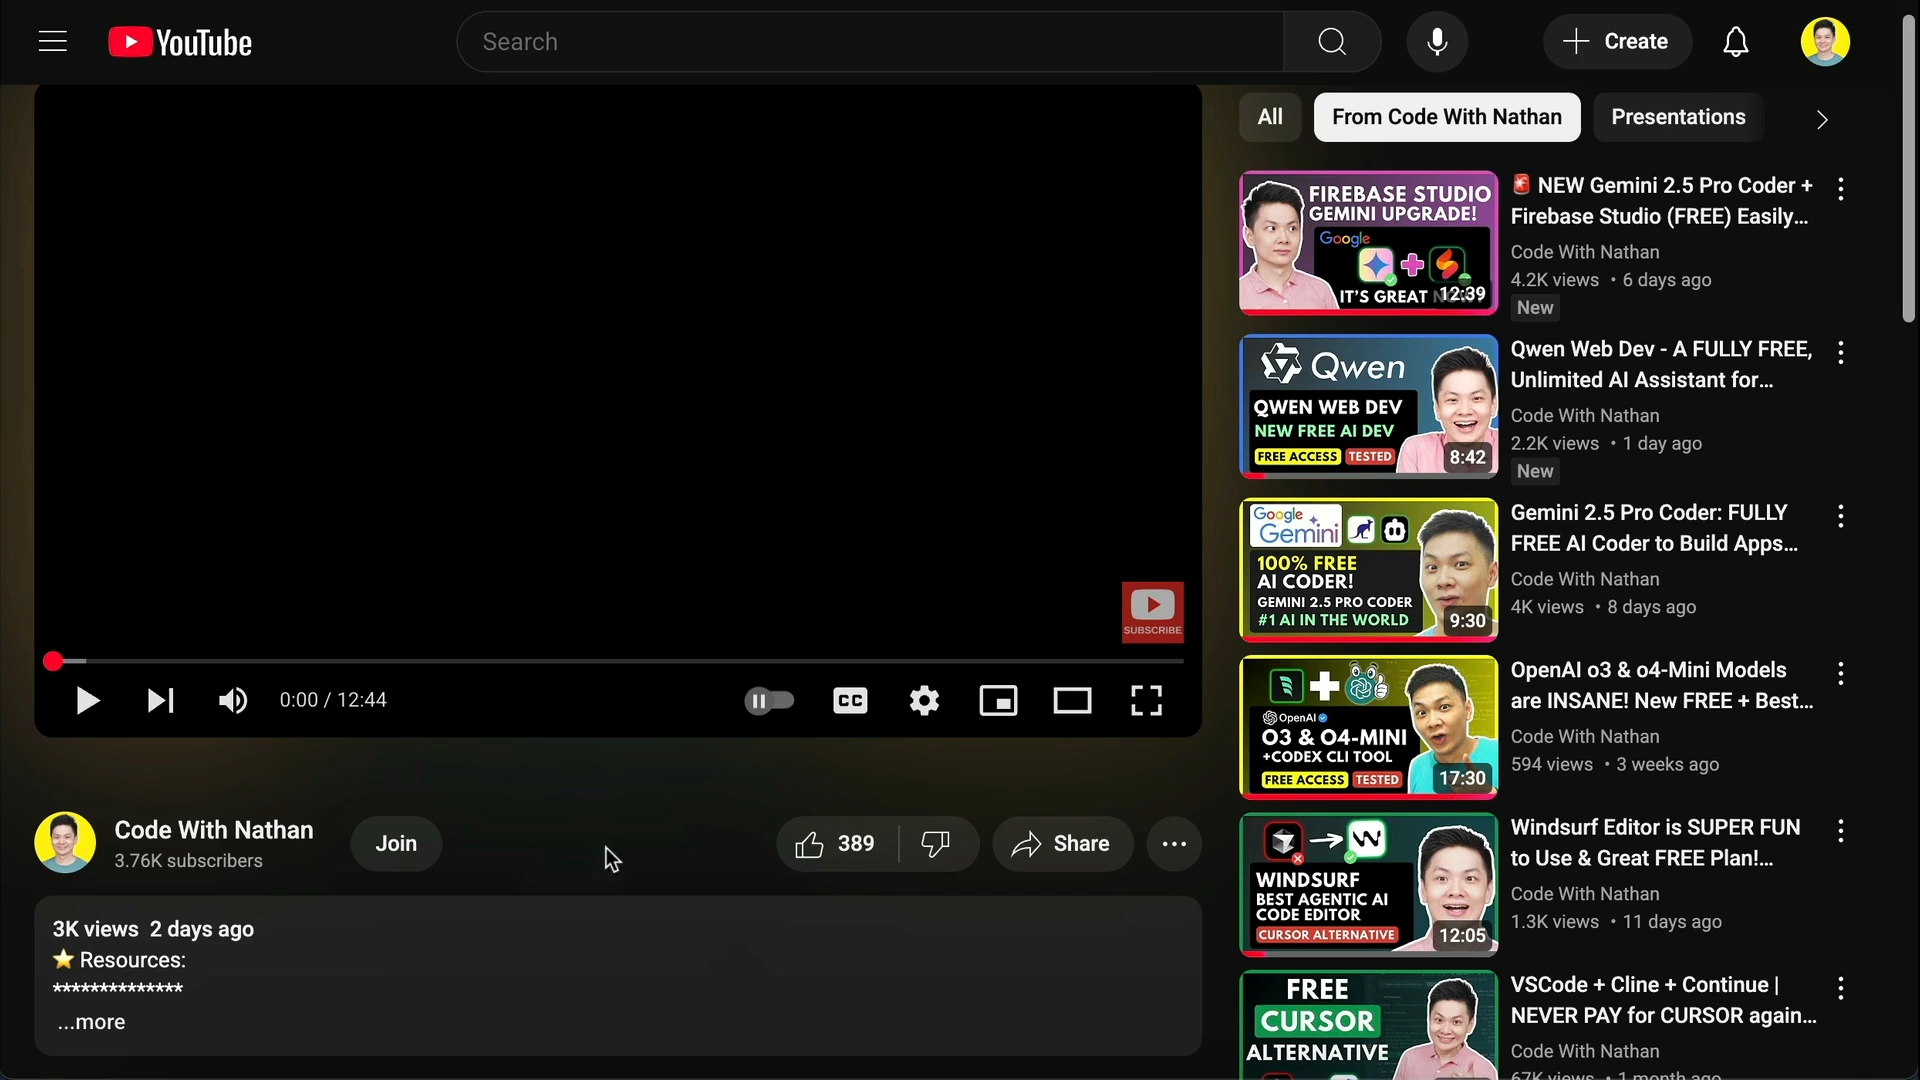 YouTube
Search
Create
All
From Code With Nathan
Presentations
SUBSCRIBE
0:00 / 12:44
CC
Code With Nathan
3.76K subscribers
Join
389
Share
3K views 2 days ago
⭐ Resources:
**************
...more
FIREBASE STUDIO
GEMINI UPGRADE!
Google
IT'S GREAT
12:39
🚨 NEW Gemini 2.5 Pro Coder +
Firebase Studio (FREE) Easily...
Code With Nathan
4.2K views • 6 days ago
New
Qwen
QWEN WEB DEV
NEW FREE AI DEV
FREE ACCESS TESTED
8:42
Qwen Web Dev - A FULLY FREE,
Unlimited AI Assistant for...
Code With Nathan
2.2K views • 1 day ago
New
Google
Gemini
100% FREE
AI CODER!
GEMINI 2.5 PRO CODER
#1 AI IN THE WORLD
9:30
Gemini 2.5 Pro Coder: FULLY
FREE AI Coder to Build Apps...
Code With Nathan
4K views • 8 days ago
OpenAI
O3 & O4-MINI
+CODEX CLI TOOL
FREE ACCESS TESTED
17:30
OpenAI o3 & o4-Mini Models
are INSANE! New FREE + Best...
Code With Nathan
594 views • 3 weeks ago
WINDSURF
BEST AGENTIC AI
CODE EDITOR
CURSOR ALTERNATIVE
12:05
Windsurf Editor is SUPER FUN
to Use & Great FREE Plan!...
Code With Nathan
1.3K views • 11 days ago
FREE
CURSOR
ALTERNATIVE
VSCode + Cline + Continue |
NEVER PAY for CURSOR again...
Code With Nathan
67K views • 1 month ago